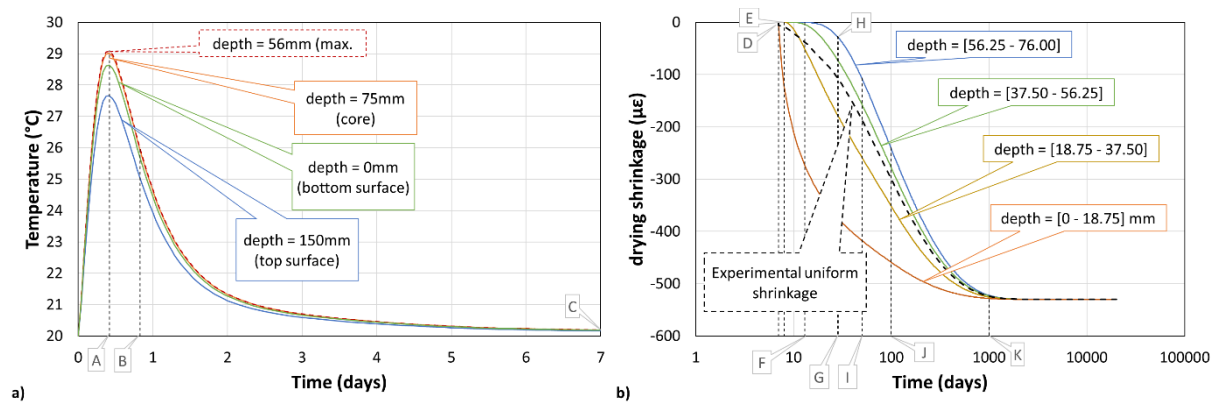 30
29
28
27
26
25
24
23
22
21
20
Temperature (°C)
depth = 56mm (max.
depth = 75mm
(core)
depth = 0mm
(bottom surface)
depth = 150mm
(top surface)
C
0
1
2
3
4
5
6
7
A
B
Time (days)
a)
E
D
H
0
-100
-200
-300
-400
-500
-600
drying shrinkage (με)
depth = [56.25 - 76.00]
depth = [37.50 - 56.25]
depth = [18.75 - 37.50]
depth = [0 - 18.75] mm
Experimental uniform
shrinkage
1
10
100
1000
10000
100000
F
G
I
J
K
Time (days)
b)